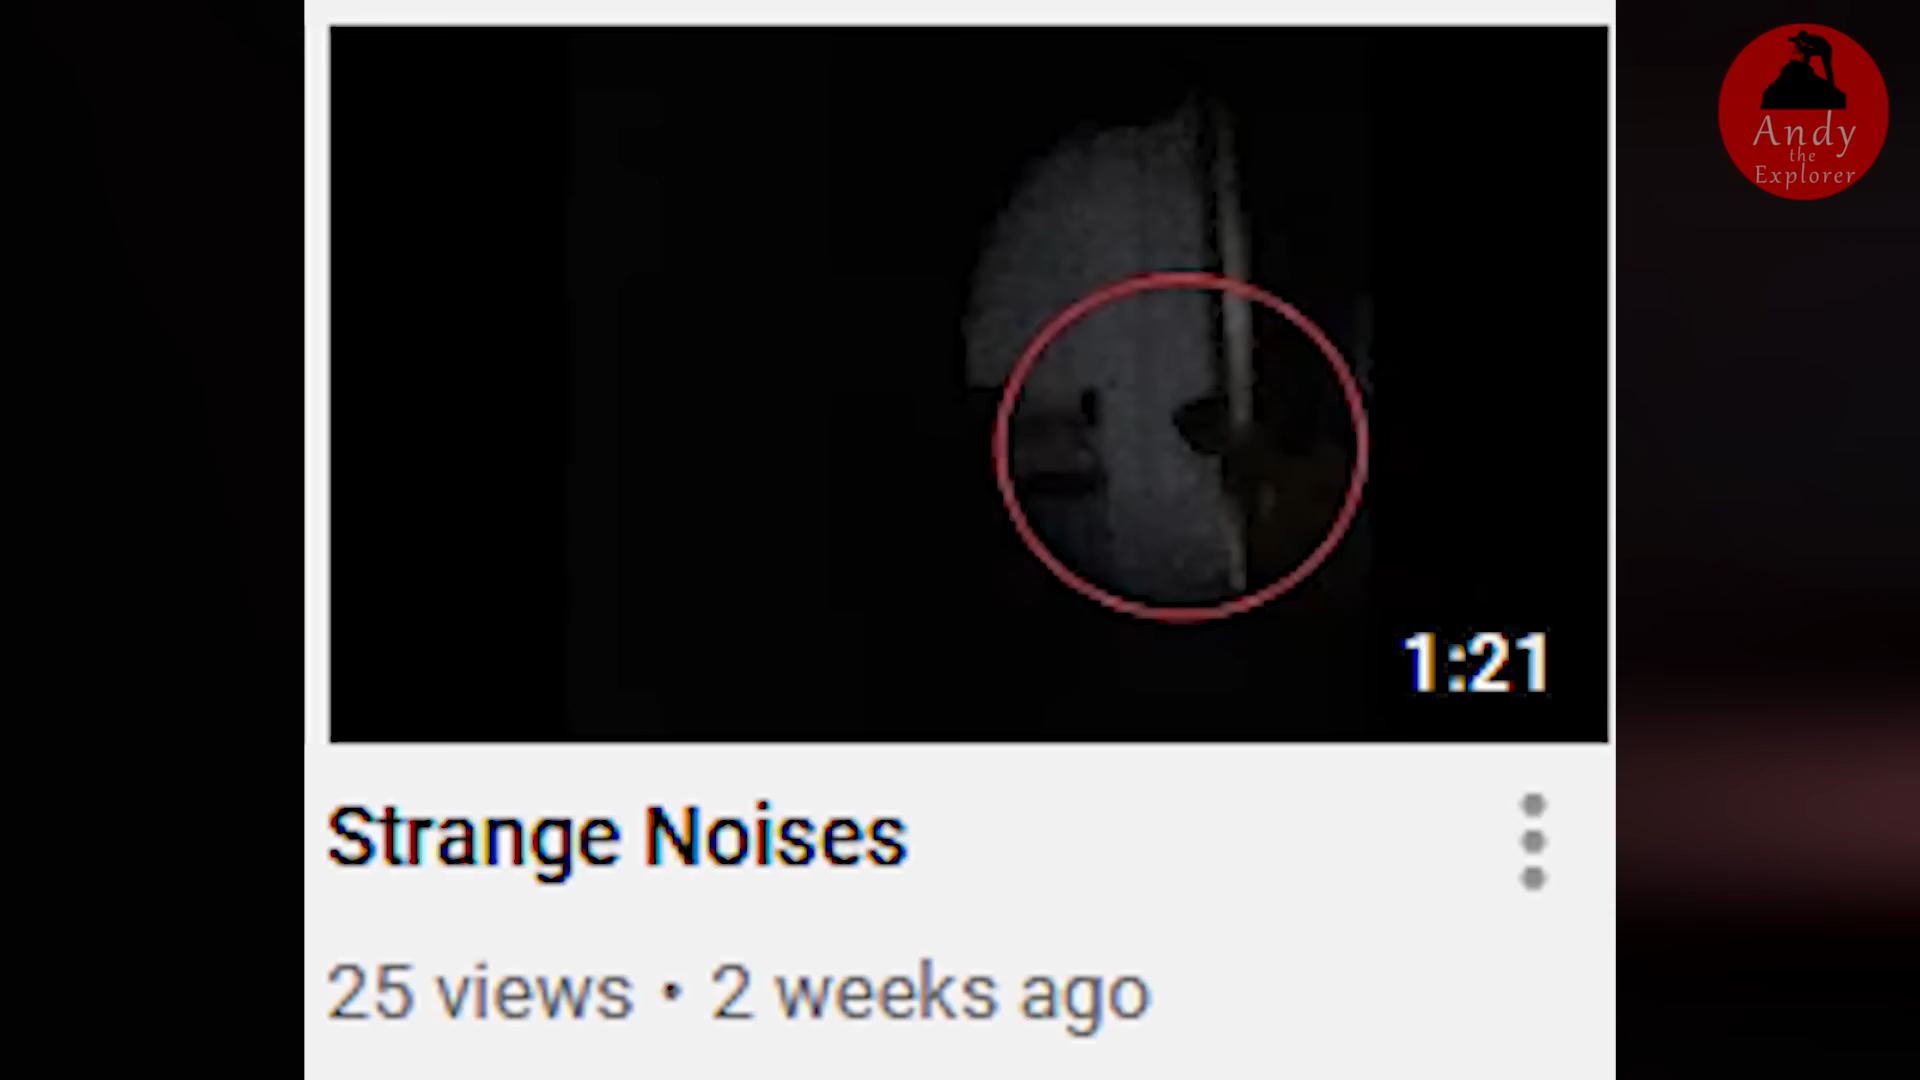 Andy
the
Explorer
1:21
Strange Noises
25 views • 2 weeks ago